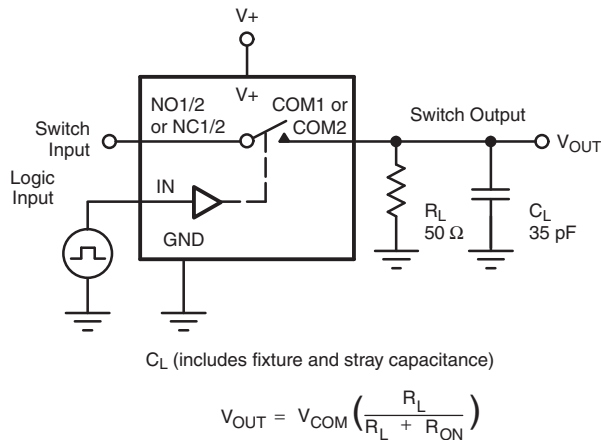 V+
V+
NO1/2
or NC1/2
COM1 or
COM2
Switch Output
Switch
Input
V_OUT
Logic
Input
IN
GND
R_L
50 Ω
C_L
35 pF
C_L (includes fixture and stray capacitance)
V_OUT = V_COM (R_L / (R_L + R_ON))